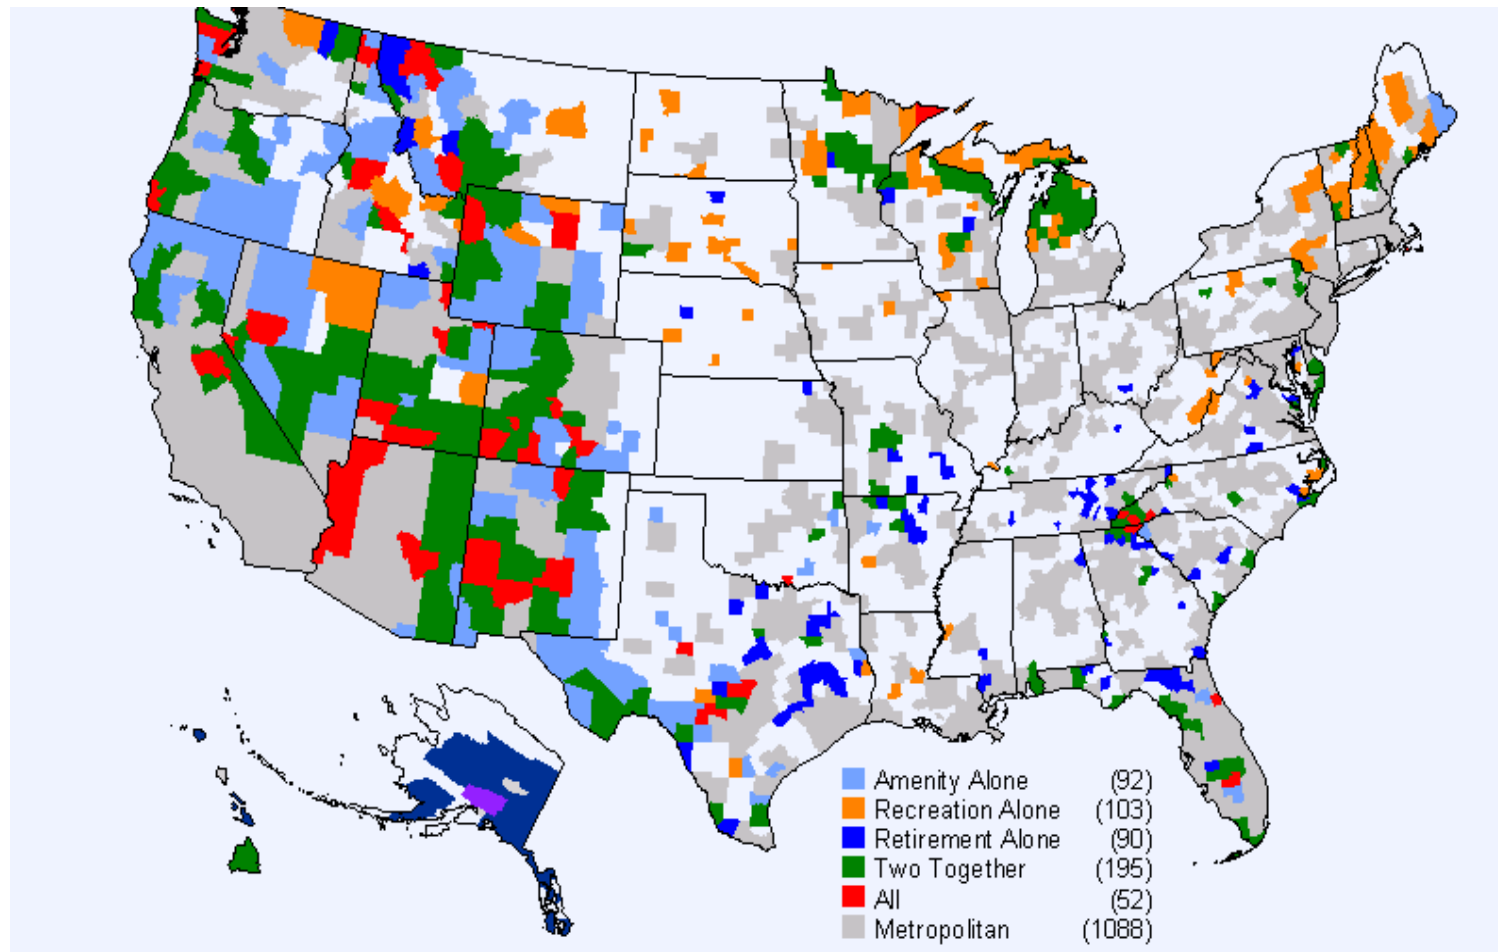 Amenity Alone (92)
Recreation Alone (103)
Retirement Alone (90)
Two Together (195)
All (52)
Metropolitan (1088)